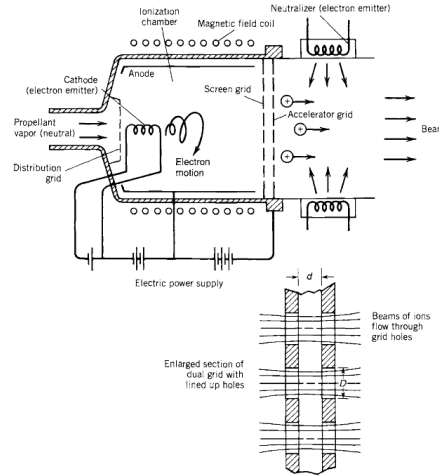 Ionization
chamber
Magnetic field coil
Neutralizer (electron emitter)
Cathode
(electron emitter)
Anode
Screen grid
Accelerator grid
Propellant
vapor (neutral)
Distribution
grid
Electron
motion
Electric power supply
d
Beams of ions
flow through
grid holes
Enlarged section of
dual grid with
lined up holes
D